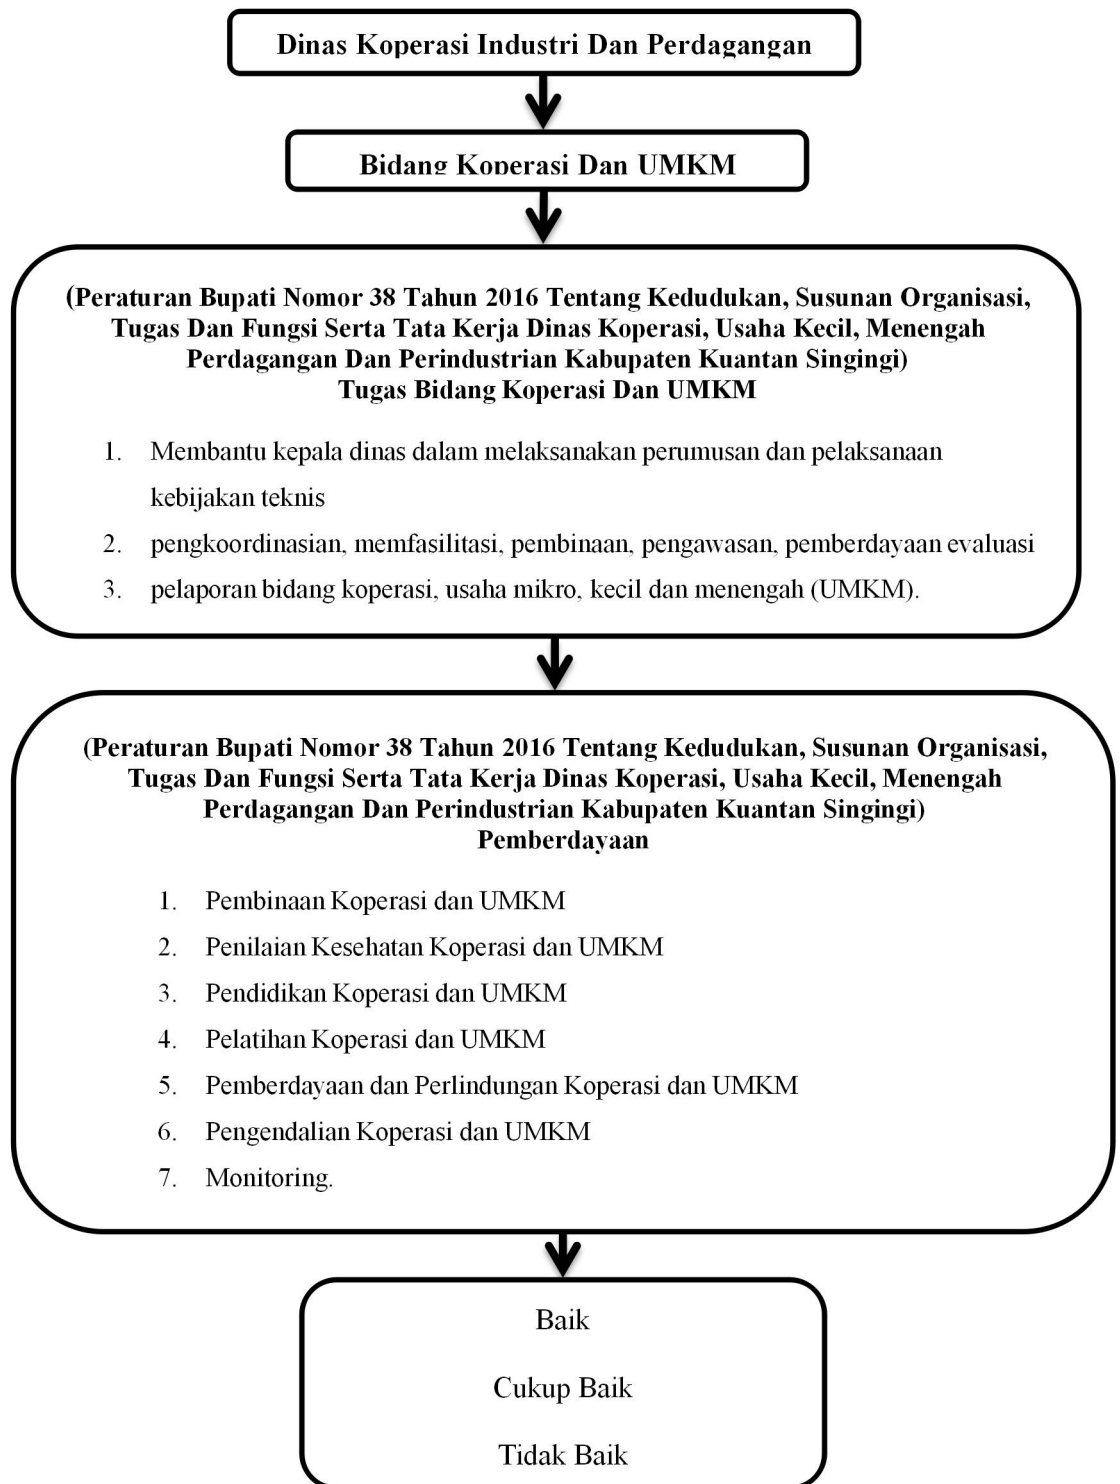 Dinas Koperasi Industri Dan Perdagangan
Bidang Koperasi Dan UMKM
(Peraturan Bupati Nomor 38 Tahun 2016 Tentang Kedudukan, Susunan Organisasi,
Tugas Dan Fungsi Serta Tata Kerja Dinas Koperasi, Usaha Kecil, Menengah
Perdagangan Dan Perindustrian Kabupaten Kuantan Singingi)
Tugas Bidang Koperasi Dan UMKM
1. Membantu kepala dinas dalam melaksanakan perumusan dan pelaksanaan
kebijakan teknis
2. pengkoordinasian, memfasilitasi, pembinaan, pengawasan, pemberdayaan evaluasi
3. pelaporan bidang koperasi, usaha mikro, kecil dan menengah (UMKM).
(Peraturan Bupati Nomor 38 Tahun 2016 Tentang Kedudukan, Susunan Organisasi,
Tugas Dan Fungsi Serta Tata Kerja Dinas Koperasi, Usaha Kecil, Menengah
Perdagangan Dan Perindustrian Kabupaten Kuantan Singingi)
Pemberdayaan
1. Pembinaan Koperasi dan UMKM
2. Penilaian Kesehatan Koperasi dan UMKM
3. Pendidikan Koperasi dan UMKM
4. Pelatihan Koperasi dan UMKM
5. Pemberdayaan dan Perlindungan Koperasi dan UMKM
6. Pengendalian Koperasi dan UMKM
7. Monitoring.
Baik
Cukup Baik
Tidak Baik